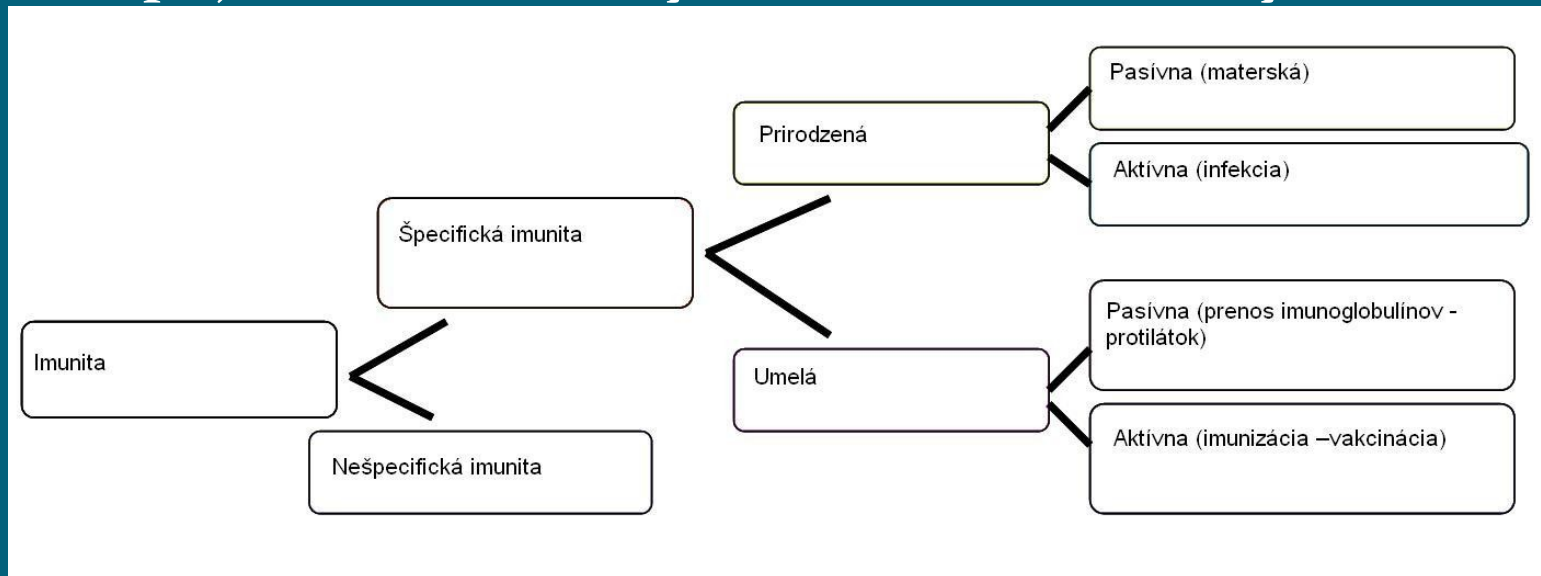 Imunita
Špecifická imunita
Nešpecifická imunita
Prirodzená
Umelá
Pasívna (materská)
Aktívna (infekcia)
Pasívna (prenos imunoglobulínov -
protilátok)
Aktívna (imunizácia –vakcinácia)